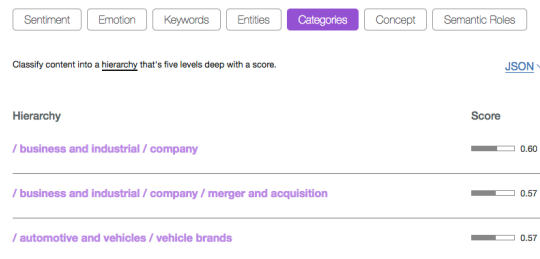 Sentiment Emotion Keywords Entities Categories Concept Semantic Roles
Classify content into a hierarchy that's five levels deep with a score. JSON
Hierarchy Score
/ business and industrial / company 0.60
/ business and industrial / company / merger and acquisition 0.57
/ automotive and vehicles / vehicle brands 0.57